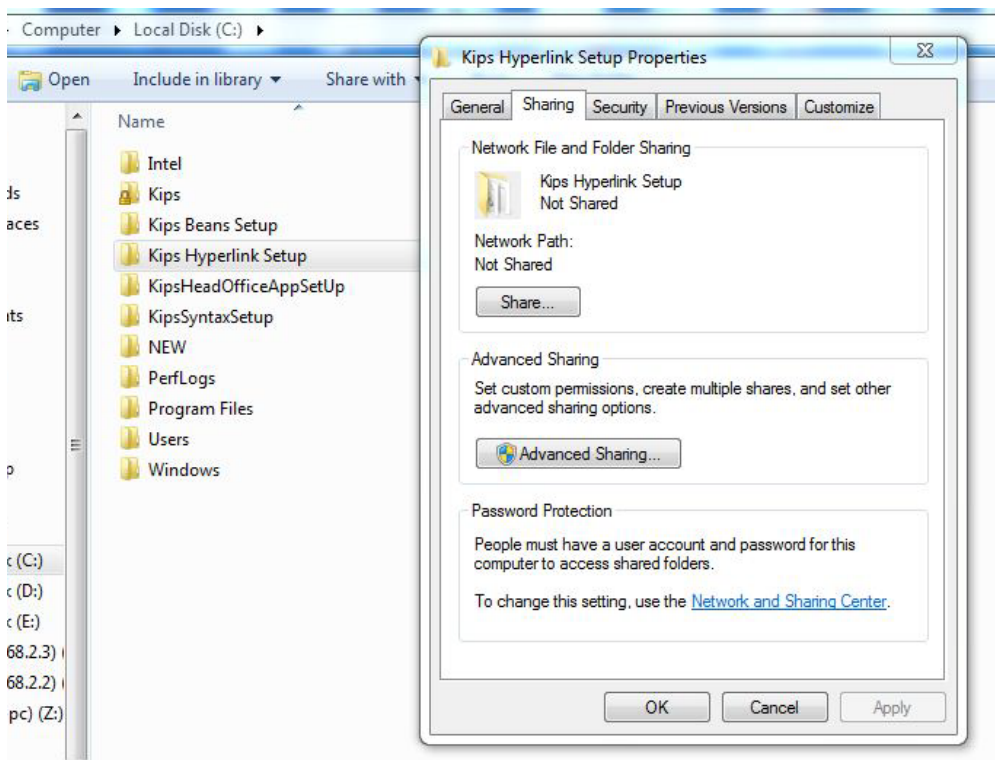 Computer Local Disk (C:)
Open Include in library Share with
Name
Intel
Kips
Kips Beans Setup
Kips Hyperlink Setup
KipsHeadOfficeAppSetUp
KipsSyntaxSetup
NEW
PerfLogs
Program Files
Users
Windows
(C:)
(D:)
(E:)
68.2.3)
68.2.2)
pc) (Z:)
Kips Hyperlink Setup Properties
General Sharing Security Previous Versions Customize
Network File and Folder Sharing
Kips Hyperlink Setup
Not Shared
Network Path:
Not Shared
Share...
Advanced Sharing
Set custom permissions, create multiple shares, and set other
advanced sharing options.
Advanced Sharing...
Password Protection
People must have a user account and password for this
computer to access shared folders.
To change this setting, use the Network and Sharing Center.
OK Cancel Apply